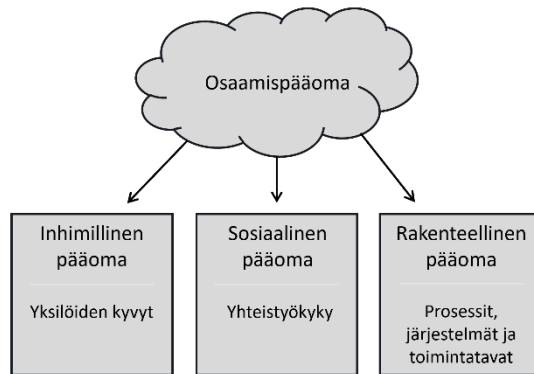 Osaamispääoma
Inhimillinen
pääoma
Yksilöiden kyvyt
Sosiaalinen
pääoma
Yhteistyökyky
Rakenteellinen
pääoma
Prosessit,
järjestelmät ja
toimintatavat